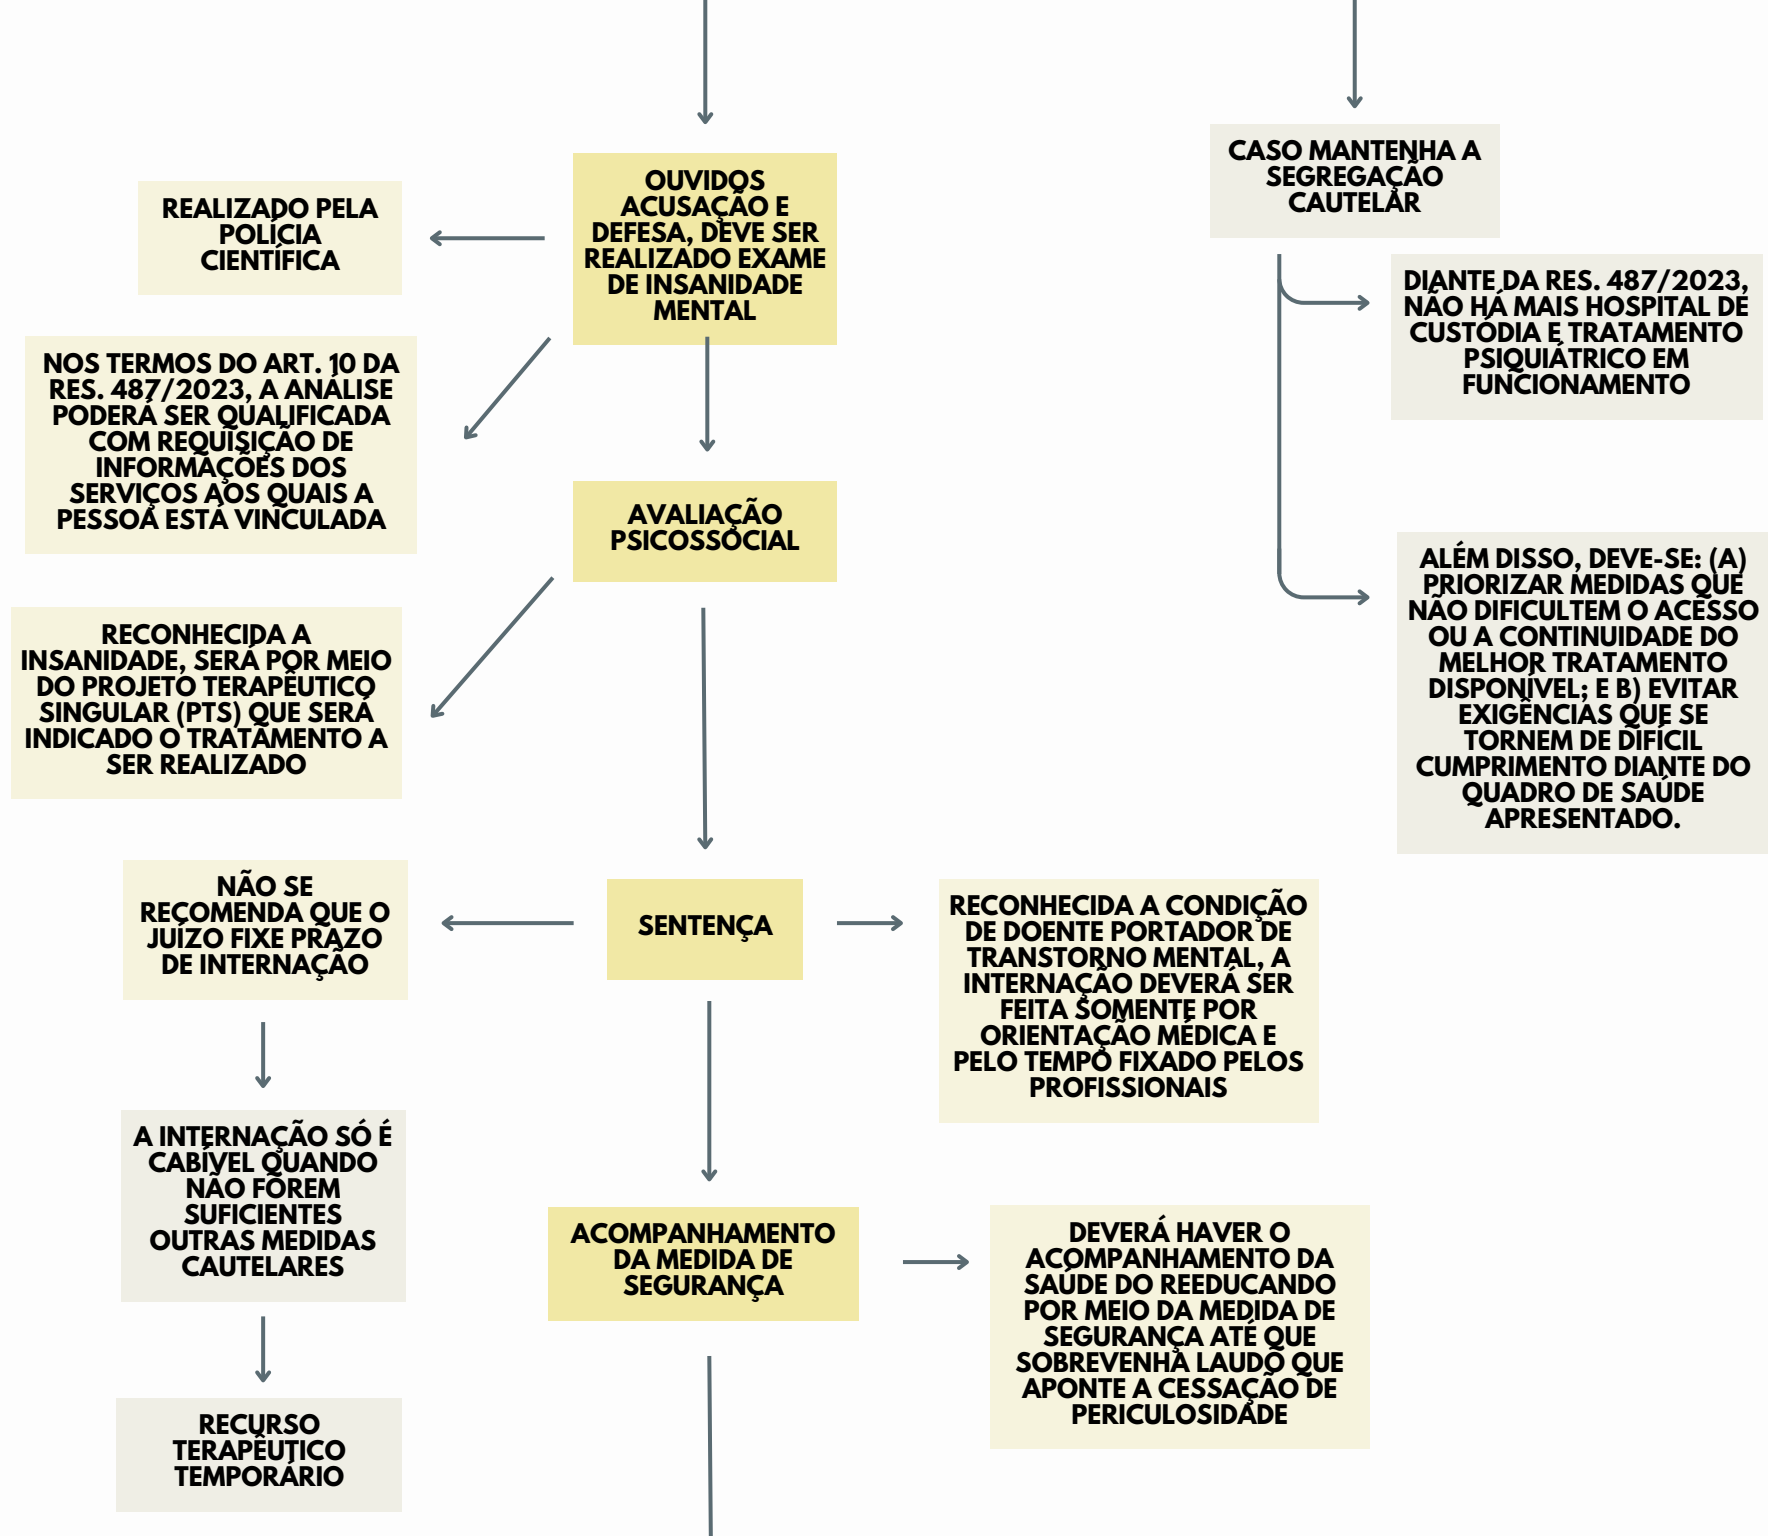 OUVIDOS
ACUSAÇÃO E
DEFESA, DEVE SER
REALIZADO EXAME
DE INSANIDADE
MENTAL
REALIZADO PELA
POLÍCIA
CIENTÍFICA
NOS TERMOS DO ART. 10 DA
RES. 487/2023, A ANÁLISE
PODERÁ SER QUALIFICADA
COM REQUISIÇÃO DE
INFORMAÇÕES DOS
SERVIÇOS AOS QUAIS A
PESSOA ESTÁ VINCULADA
AVALIAÇÃO
PSICOSSOCIAL
RECONHECIDA A
INSANIDADE, SERÁ POR MEIO
DO PROJETO TERAPÊUTICO
SINGULAR (PTS) QUE SERÁ
INDICADO O TRATAMENTO A
SER REALIZADO
SENTENÇA
NÃO SE
RECOMENDA QUE O
JUÍZO FIXE PRAZO
DE INTERNAÇÃO
A INTERNAÇÃO SÓ É
CABÍVEL QUANDO
NÃO FOREM
SUFICIENTES
OUTRAS MEDIDAS
CAUTELARES
RECURSO
TERAPÊUTICO
TEMPORÁRIO
RECONHECIDA A CONDIÇÃO
DE DOENTE PORTADOR DE
TRANSTORNO MENTAL, A
INTERNAÇÃO DEVERÁ SER
FEITA SOMENTE POR
ORIENTAÇÃO MÉDICA E
PELO TEMPO FIXADO PELOS
PROFISSIONAIS
ACOMPANHAMENTO
DA MEDIDA DE
SEGURANÇA
DEVERÁ HAVER O
ACOMPANHAMENTO DA
SAÚDE DO REEDUCANDO
POR MEIO DA MEDIDA DE
SEGURANÇA ATÉ QUE
SOBREVENHA LAUDO QUE
APONTE A CESSAÇÃO DE
PERICULOSIDADE
CASO MANTENHA A
SEGREGAÇÃO
CAUTELAR
DIANTE DA RES. 487/2023,
NÃO HÁ MAIS HOSPITAL DE
CUSTÓDIA E TRATAMENTO
PSIQUIÁTRICO EM
FUNCIONAMENTO
ALÉM DISSO, DEVE-SE: (A)
PRIORIZAR MEDIDAS QUE
NÃO DIFICULTEM O ACESSO
OU A CONTINUIDADE DO
MELHOR TRATAMENTO
DISPONÍVEL; E B) EVITAR
EXIGÊNCIAS QUE SE
TORNEM DE DIFÍCIL
CUMPRIMENTO DIANTE DO
QUADRO DE SAÚDE
APRESENTADO.